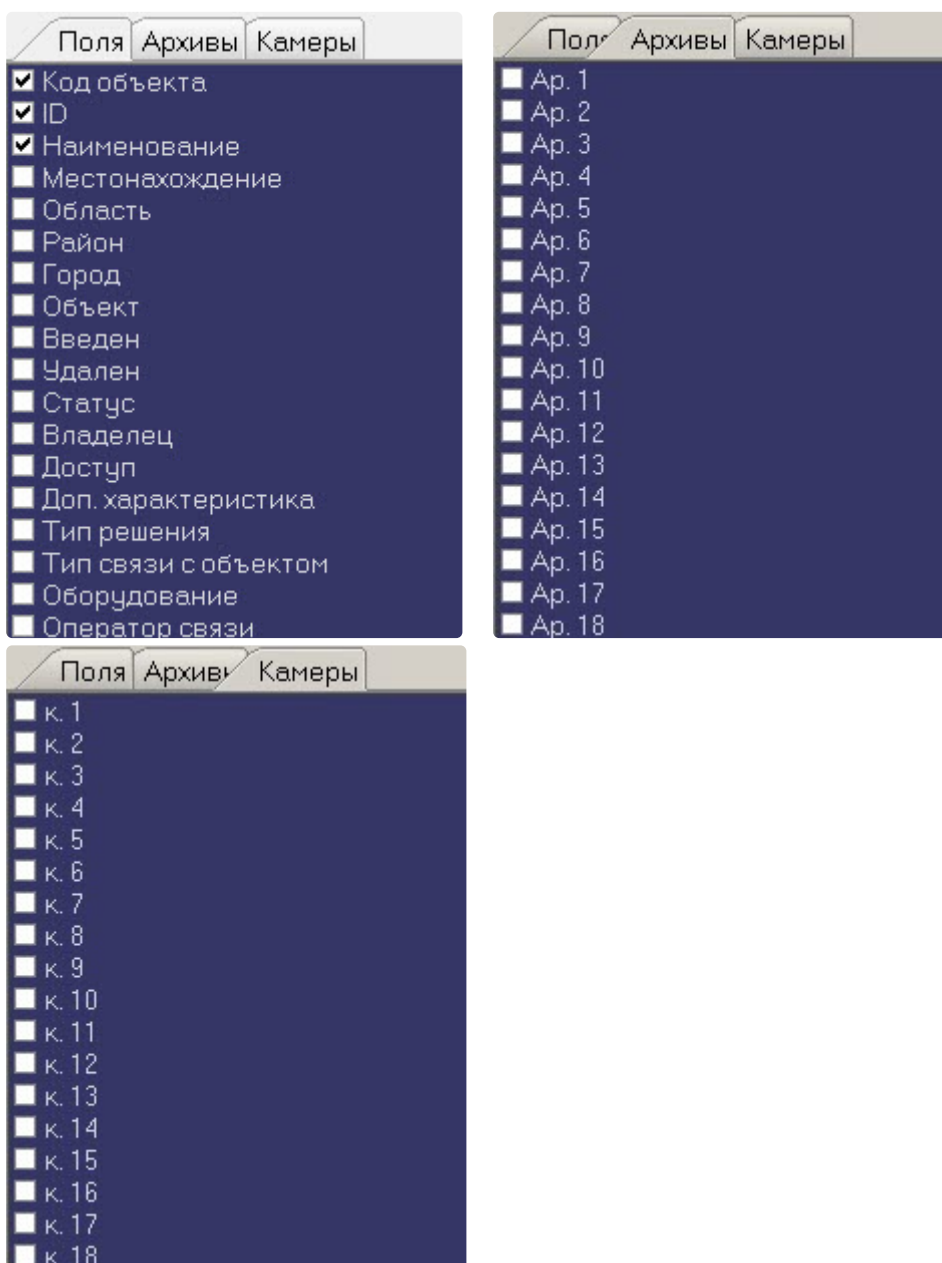 Поля Архивы Камеры
Код объекта
ID
Наименование
Местонахождение
Область
Район
Город
Объект
Введен
Удален
Статус
Владелец
Доступ
Доп. характеристика
Тип решения
Тип связи с объектом
Оборудование
Оператор связи
Поля Архивы Камеры
Ар. 1
Ар. 2
Ар. 3
Ар. 4
Ар. 5
Ар. 6
Ар. 7
Ар. 8
Ар. 9
Ар. 10
Ар. 11
Ар. 12
Ар. 13
Ар. 14
Ар. 15
Ар. 16
Ар. 17
Ар. 18
Поля Архивы Камеры
к. 1
к. 2
к. 3
к. 4
к. 5
к. 6
к. 7
к. 8
к. 9
к. 10
к. 11
к. 12
к. 13
к. 14
к. 15
к. 16
к. 17
к. 18